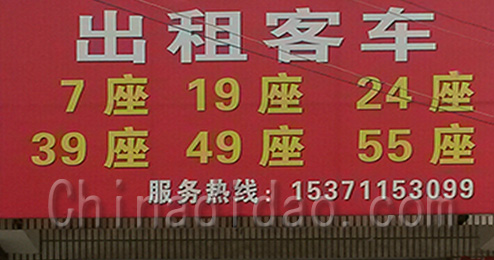 出租客车
7座 19座 24座
39座 49座 55座
服务热线：15371153099
Chinaoldao.com